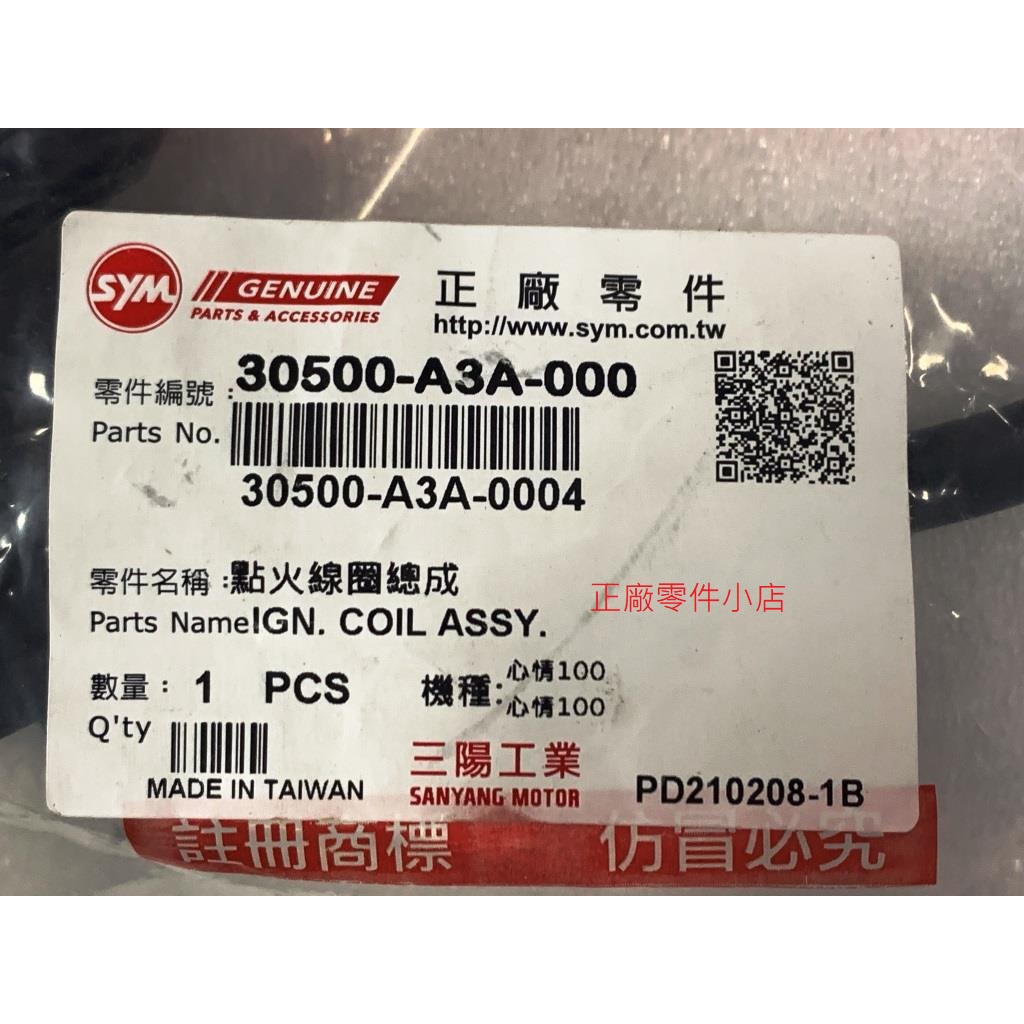 SYM GENUINE
PARTS & ACCESSORIES
正廠零件
http://www.sym.com.tw
零件編號:30500-A3A-000
Parts No.
30500-A3A-0004
零件名稱:點火線圈總成
Parts Name IGN. COIL ASSY.
正廠零件小店
數量:1 PCS
Q'ty
機種:心情100
心情100
MADE IN TAIWAN
三陽工業
SANYANG MOTOR
PD210208-1B
註冊商標 仿冒必究